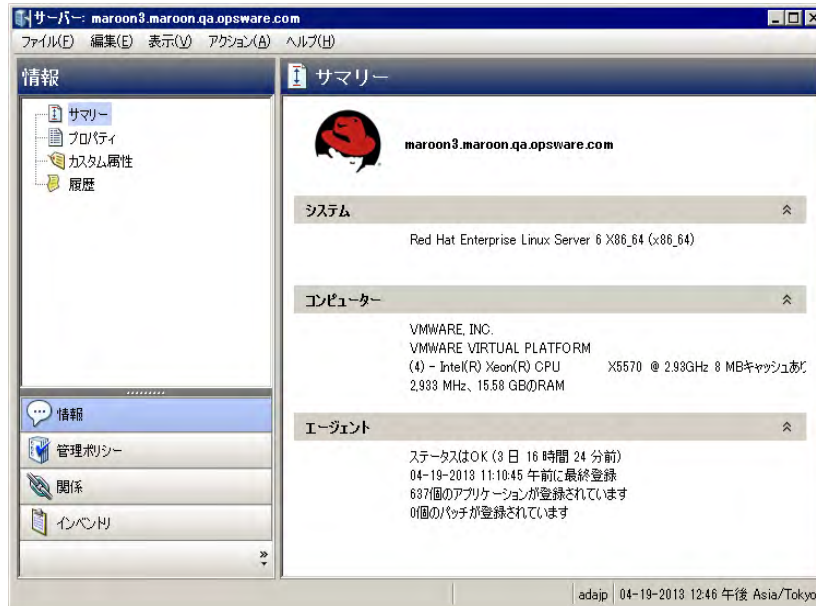 サーバー: maroon3.maroon.qa.opsware.com
ファイル(F) 編集(E) 表示(V) アクション(A) ヘルプ(H)
情報
サマリー
プロパティ
カスタム属性
履歴
情報
管理ポリシー
関係
インベントリ
サマリー
maroon3.maroon.qa.opsware.com
システム
Red Hat Enterprise Linux Server 6 X86_64 (x86_64)
コンピューター
VMWARE, INC.
VMWARE VIRTUAL PLATFORM
(4) - Intel(R) Xeon(R) CPU X5570 @ 2.93GHz 8 MBキャッシュあり
2,933 MHz、15.58 GBのRAM
エージェント
ステータスはOK (3 日 16 時間 24 分前)
04-19-2013 11:10:45 午前に最終登録
637個のアプリケーションが登録されています
0個のパッチが登録されています
adajp 04-19-2013 12:46 午後 Asia/Tokyo